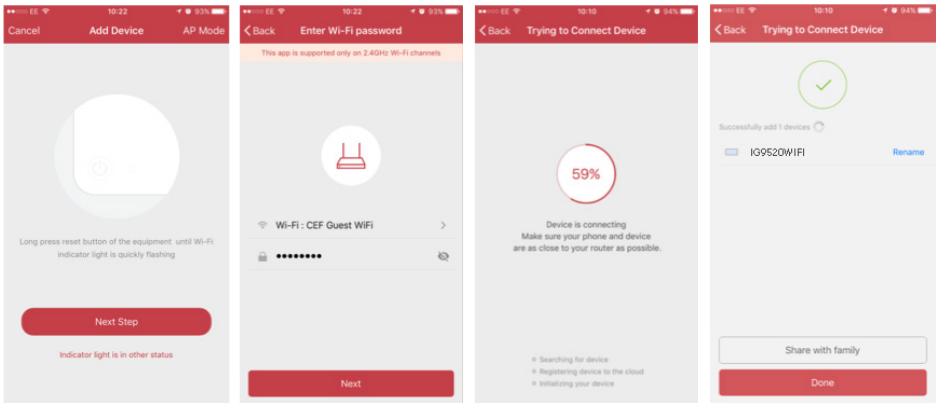 EE 10:22 93%
Cancel Add Device AP Mode
Long press reset button of the equipment until Wi-Fi
indicator light is quickly flashing
Next Step
Indicator light is in other status
EE 10:22 93%
Back Enter Wi-Fi password
This app is supported only on 2.4GHz Wi-Fi channels
Wi-Fi : CEF Guest WiFi
Next
EE 10:10 94%
Back Trying to Connect Device
59%
Device is connecting
Make sure your phone and device
are as close to your router as possible.
Searching for device
Registering device to the cloud
Initializing your device
EE 10:10 94%
Back Trying to Connect Device
Successfully add 1 devices
IG9520WIFI Rename
Share with family
Done